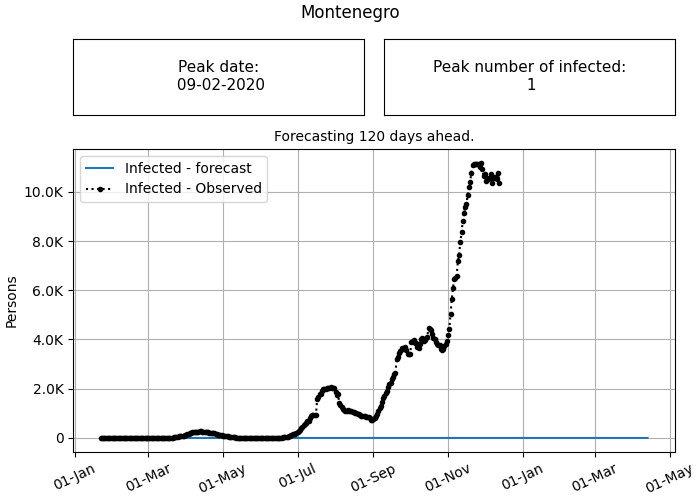 Montenegro
Peak date:
09-02-2020
Peak number of infected:
1
Forecasting 120 days ahead.
Infected - forecast
Infected - Observed
10.0K
8.0K
6.0K
4.0K
2.0K
0
Persons
01-Jan
01-Mar
01-May
01-Jul
01-Sep
01-Nov
01-Jan
01-Mar
01-May